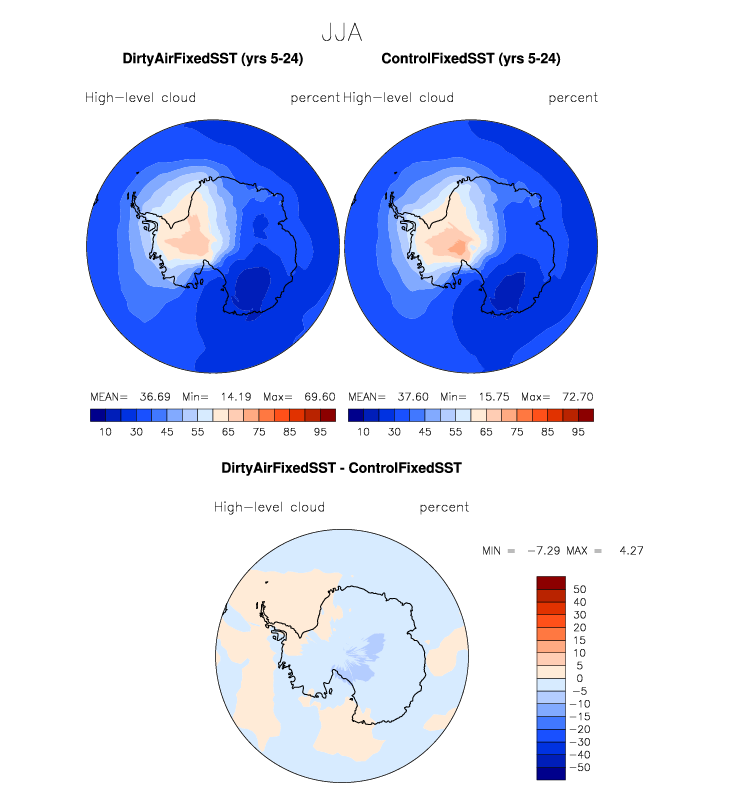 JJA
DirtyAirFixedSST (yrs 5-24) ControlFixedSST (yrs 5-24)
High-level cloud percent High-level cloud percent
MEAN= 36.69 Min= 14.19 Max= 69.60 MEAN= 37.60 Min= 15.75 Max= 72.70
10 30 45 55 65 75 85 95 10 30 45 55 65 75 85 95
DirtyAirFixedSST - ControlFixedSST
High-level cloud percent
MIN = -7.29 MAX = 4.27
50
40
30
20
15
10
5
0
-5
-10
-15
-20
-30
-40
-50